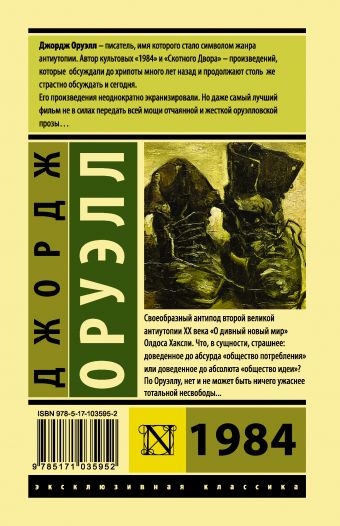 Джордж Оруэлл – писатель, имя которого стало символом жанра
антиутопии. Автор культовых «1984» и «Скотного Двора» – произведений,
которые обсуждали до хрипоты много лет назад и продолжают столь же
страстно обсуждать и сегодня.
Его произведения неоднократно экранизировали. Но даже самый лучший
фильм не в силах передать всей мощи отчаянной и жесткой оруэлловской
прозы…
ДЖОРДЖ
ОРУЭЛЛ
Своеобразный антипод второй великой
антиутопии XX века «О дивный новый мир»
Олдоса Хаксли. Что, в сущности, страшнее:
доведенное до абсурда «общество потребления»
или доведенное до абсолюта «общество идеи»?
По Оруэллу, нет и не может быть ничего ужаснее
тотальной несвободы...
ISBN 978-5-17-103595-2
9 785171 035952
N
1984
эксклюзивная классика